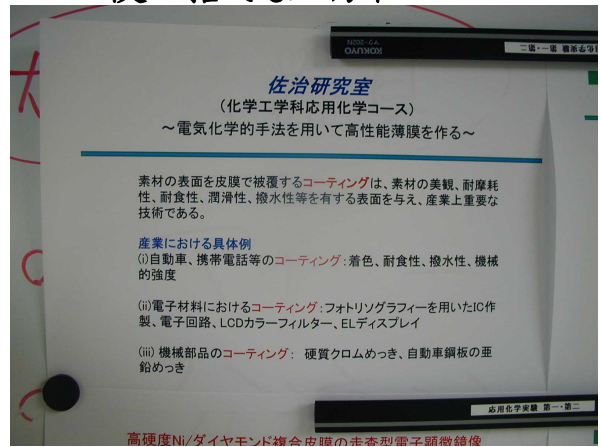 KOKUYO
佐治研究室
(化学工学科応用化学コース)
～電気化学的手法を用いて高性能薄膜を作る～
素材の表面を皮膜で被覆するコーティングは、素材の美観、耐摩耗
性、耐食性、潤滑性、撥水性等を有する表面を与え、産業上重要な
技術である。
産業における具体例
(i)自動車、携帯電話等のコーティング:着色、耐食性、撥水性、機械
的強度
(ii)電子材料におけるコーティング:フォトリソグラフィーを用いたIC作
製、電子回路、LCDカラーフィルター、ELディスプレイ
(iii) 機械部品のコーティング: 硬質クロムめっき、自動車鋼板の亜
鉛めっき
応用化学実験 第一・第二
高硬度Ni/ダイヤモンド複合皮膜の走査型電子顕微鏡像